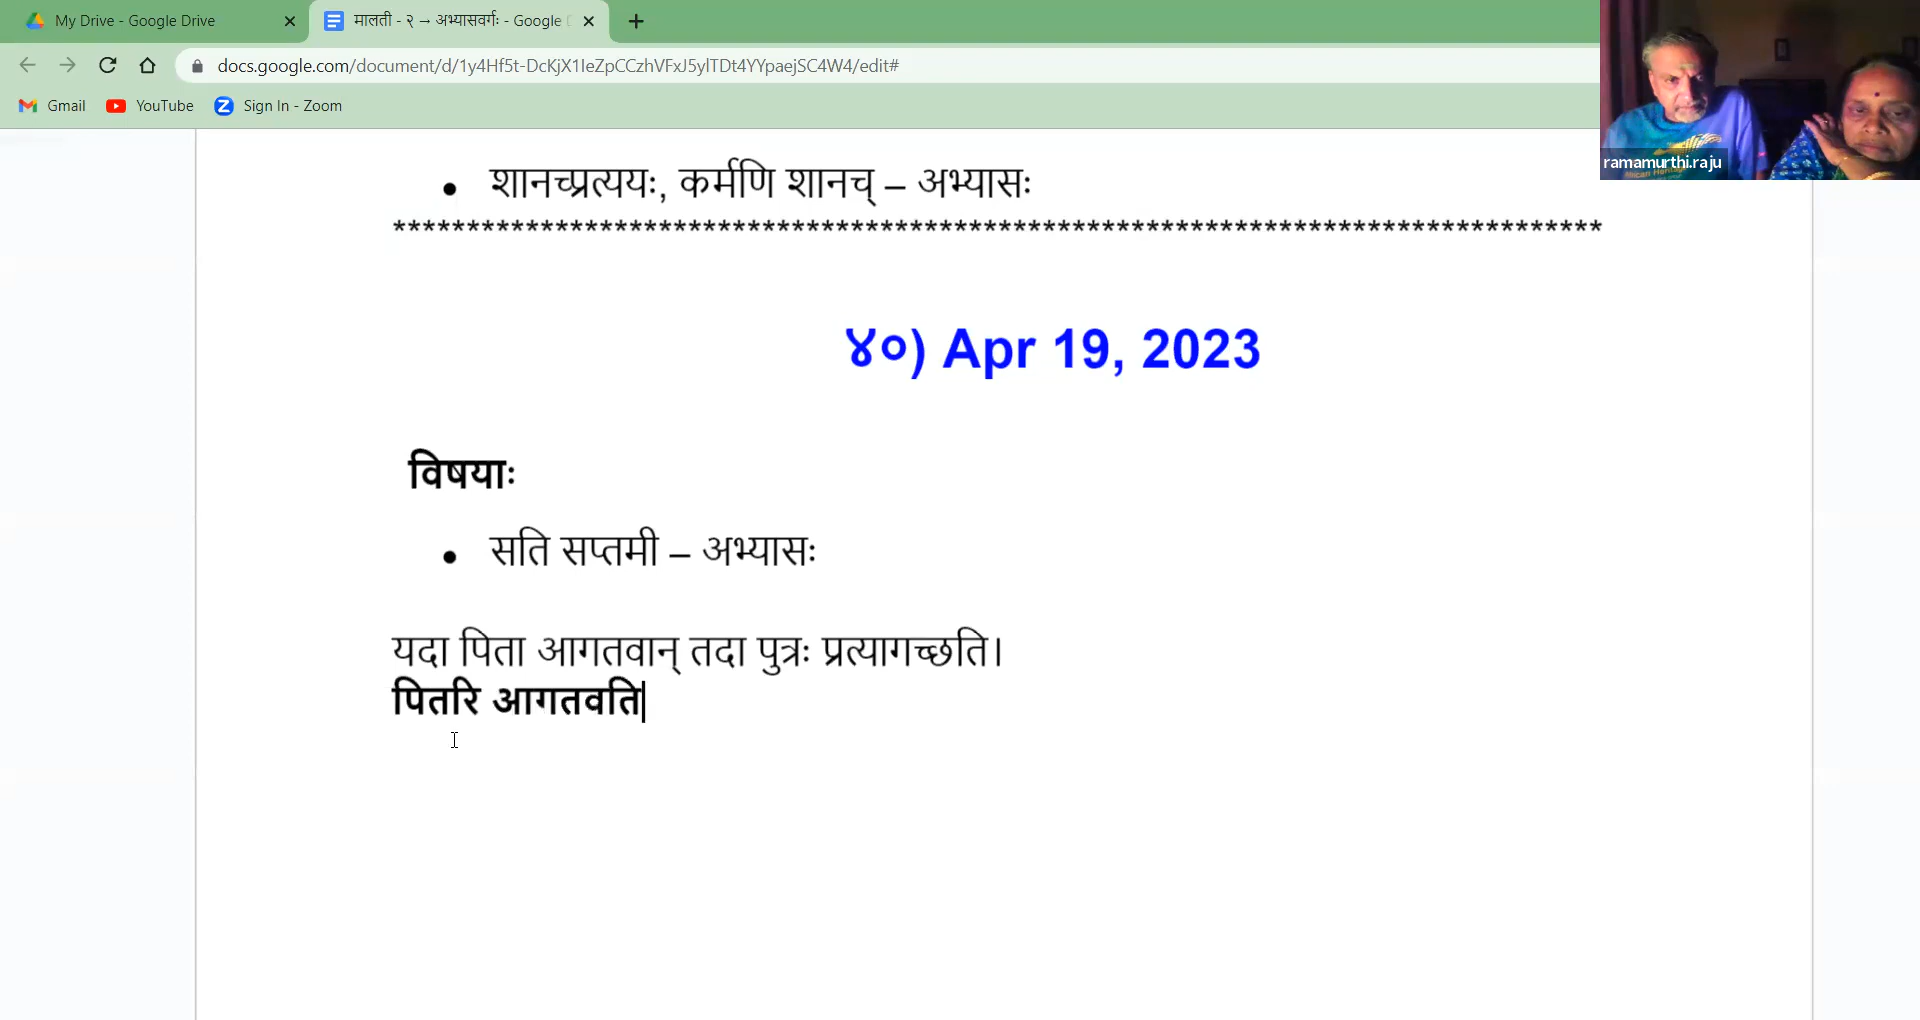 My Drive - Google Drive
मालती - २ → अभ्यासवर्गः - Google
docs.google.com/document/d/1y4Hf5t-DcKjX1IeZpCCzhVFxJ5ylTDt4YYpaejSC4W4/edit#
Gmail YouTube Sign In - Zoom
ramamurthi.raju
• शानच्प्रत्ययः, कर्मणि शानच् – अभ्यासः
**********************************************************************************
४०) Apr 19, 2023
विषयाः
• सति सप्तमी – अभ्यासः
यदा पिता आगतवान् तदा पुत्रः प्रत्यागच्छति।
पितरि आगतवति